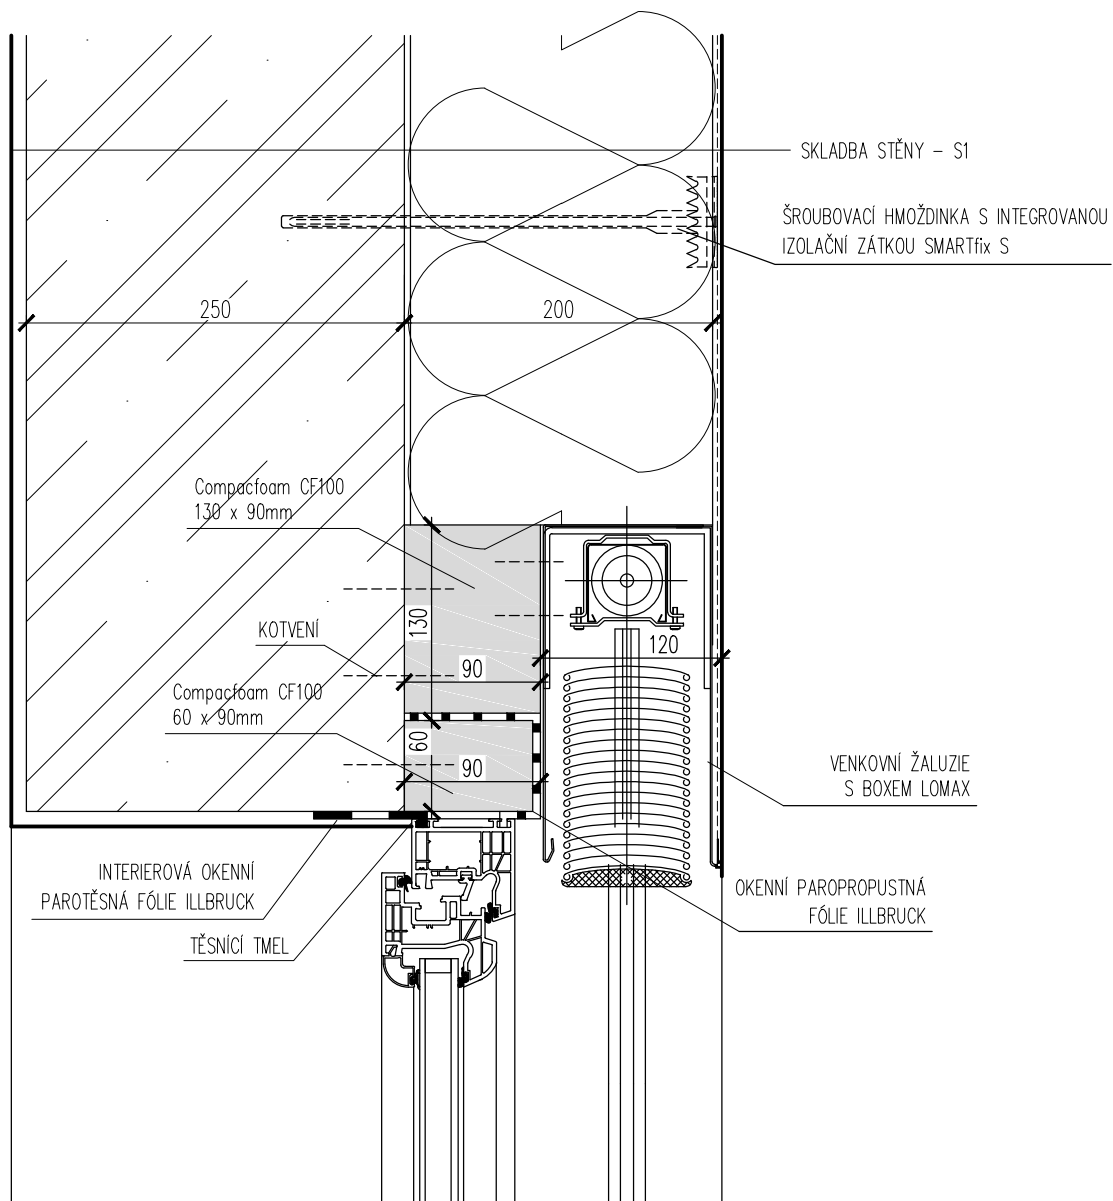 SKLADBA STĚNY - S1
ŠROUBOVACÍ HMOŽDINKA S INTEGROVANOU
IZOLAČNÍ ZÁTKOU SMARTfix S
250
200
Compacfoam CF100
130 x 90mm
130
KOTVENÍ
120
90
Compacfoam CF100
60 x 90mm
60
90
VENKOVNÍ ŽALUZIE
S BOXEM LOMAX
INTERIEROVÁ OKENNÍ
PAROTĚSNÁ FÓLIE ILLBRUCK
OKENNÍ PAROPROPUSTNÁ
FÓLIE ILLBRUCK
TĚSNÍCÍ TMEL